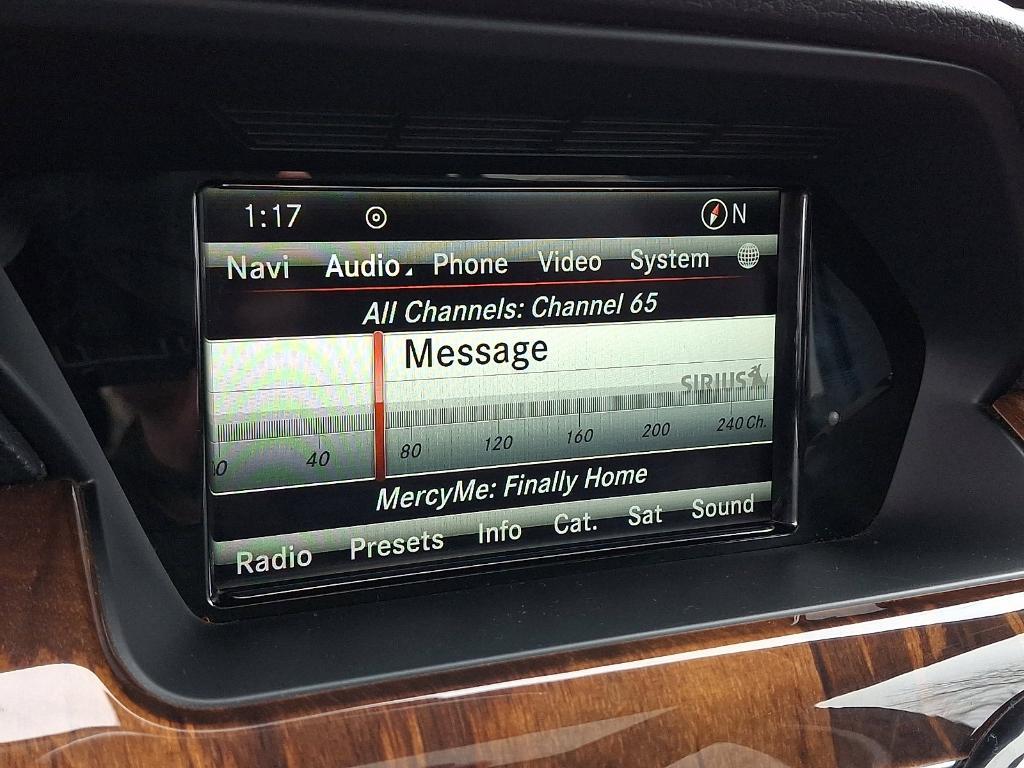 1:17 N
Navi Audio Phone Video System
All Channels: Channel 65
Message
SIRIUS
0 40 80 120 160 200 240 Ch.
MercyMe: Finally Home
Radio Presets Info Cat. Sat Sound